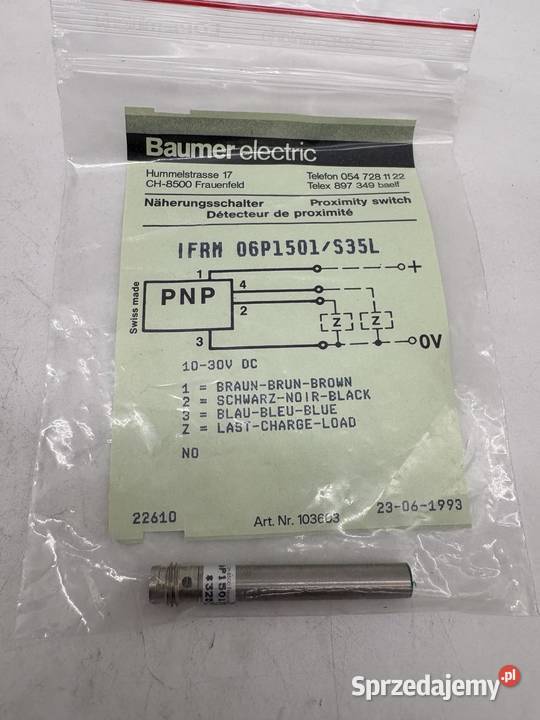 Baumer electric
Hummelstrasse 17 Telefon 054 728 11 22
CH-8500 Frauenfeld Telex 897 349 baelf
Näherungsschalter Proximity switch
Détecteur de proximité
IFRM 06P1501/S35L
1 +
Swiss made PNP 4
2 Z Z
3 0V
10-30V DC
1 = BRAUN-BRUN-BROWN
2 = SCHWARZ-NOIR-BLACK
3 = BLAU-BLEU-BLUE
Z = LAST-CHARGE-LOAD
NO
22610 Art. Nr. 103603 23-06-1993
Sprzedajemy.pl